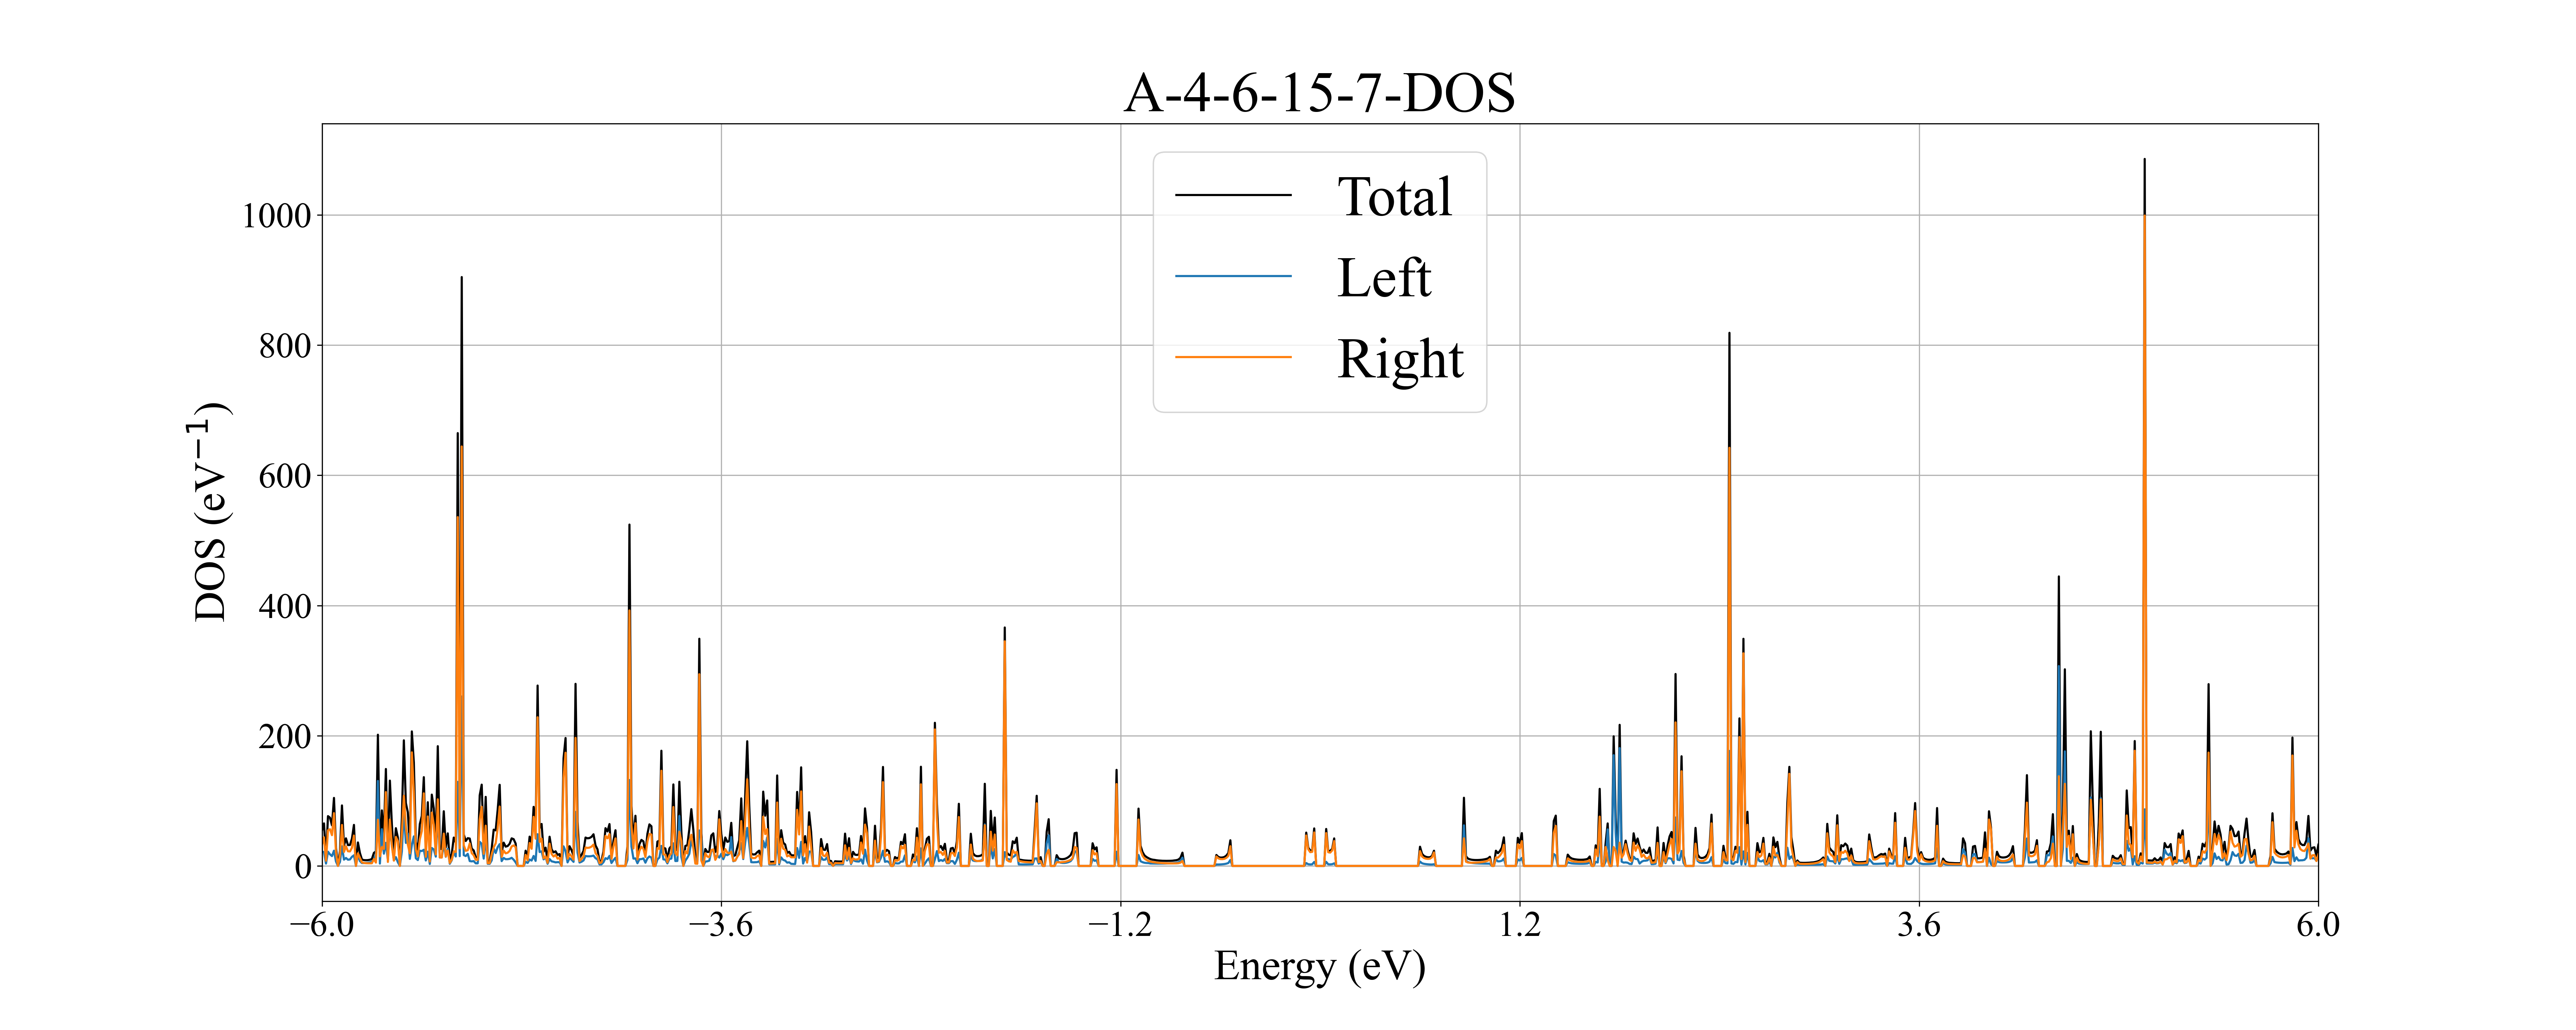 A-4-6-15-7-DOS
Total
Left
Right
DOS (eV⁻¹)
1000
800
600
400
200
0
−6.0
−3.6
−1.2
1.2
3.6
6.0
Energy (eV)